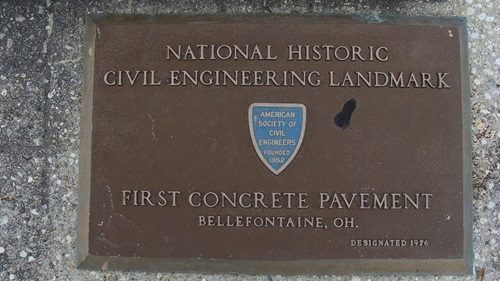 NATIONAL HISTORIC
CIVIL ENGINEERING LANDMARK
AMERICAN
SOCIETY OF
CIVIL
ENGINEERS
FOUNDED
1852
FIRST CONCRETE PAVEMENT
BELLEFONTAINE, OH.
DESIGNATED 1976